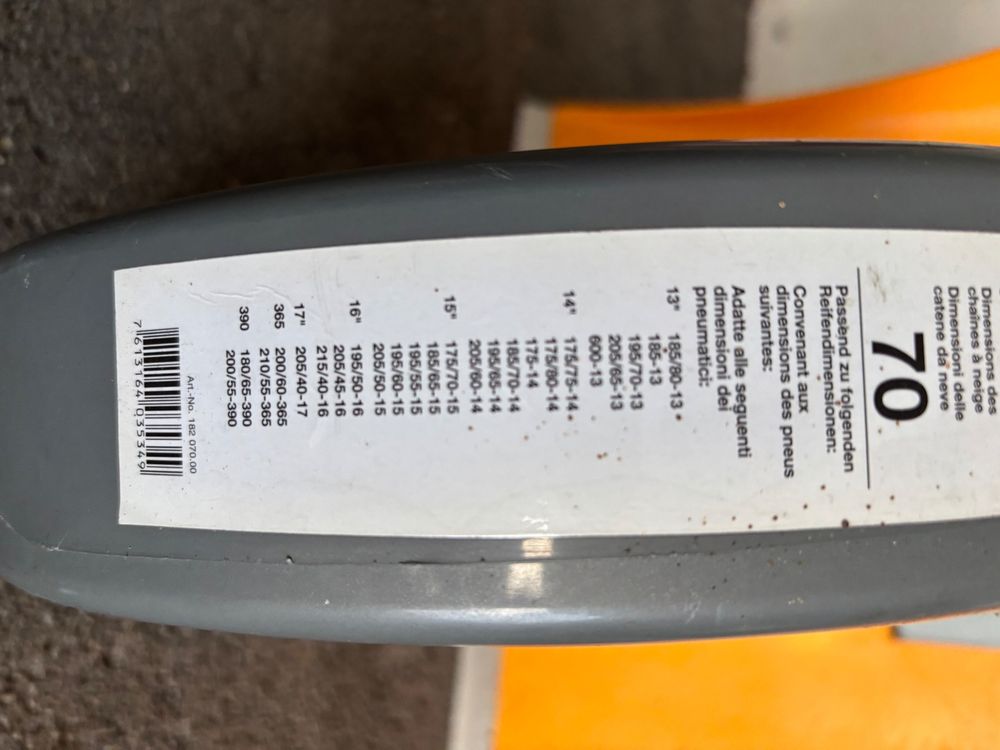 Dimensions des
chaînes à neige
Dimensioni delle
catene da neve
70
Passend zu folgenden
Reifendimensionen:
Convenant aux
dimensions des pneus
suivantes:
Adatte alle seguenti
dimensioni dei
pneumatici:
13" 185/80-13
185-13
195/70-13
205/65-13
600-13
14" 175/75-14
175/80-14
175-14
185/70-14
195/65-14
205/60-14
15" 175/70-15
185/65-15
195/55-15
195/60-15
205/50-15
16" 195/50-16
205/45-16
215/40-16
17" 205/40-17
365 200/60-365
210/55-365
390 180/65-390
200/55-390
Art.-No. 182 070.00
7613164035349